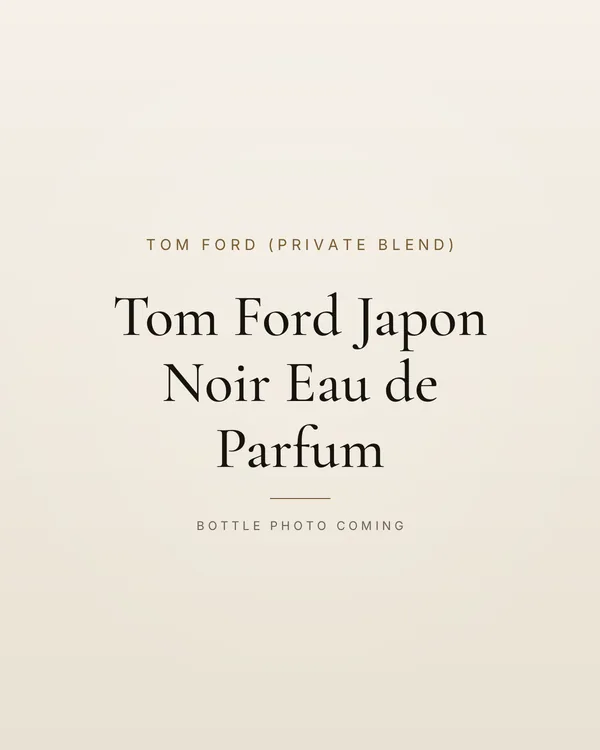 TOM FORD (PRIVATE BLEND)
Tom Ford Japon
Noir Eau de
Parfum
BOTTLE PHOTO COMING